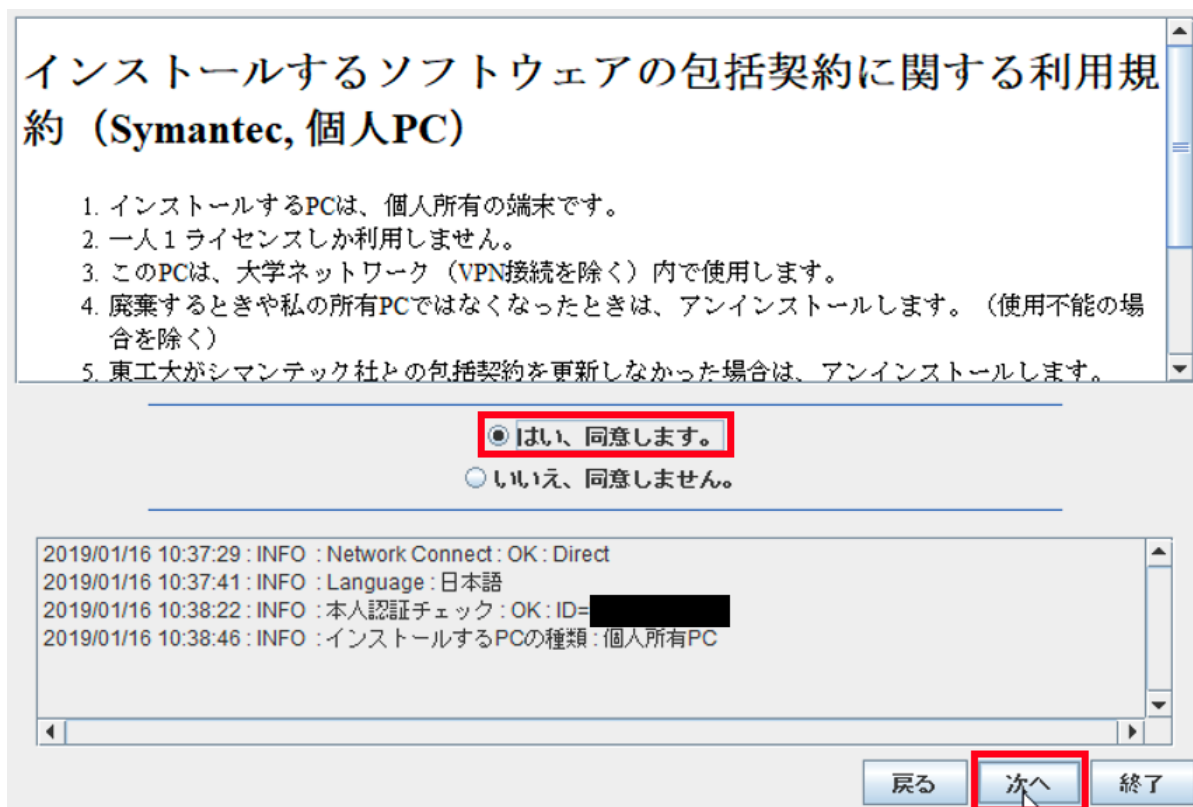 インストールするソフトウェアの包括契約に関する利用規
約（Symantec, 個人PC）
1. インストールするPCは、個人所有の端末です。
2. 一人１ライセンスしか利用しません。
3. このPCは、大学ネットワーク（VPN接続を除く）内で使用します。
4. 廃棄するときや私の所有PCではなくなったときは、アンインストールします。（使用不能の場
合を除く）
5. 東工大がシマンテック社との包括契約を更新しなかった場合は、アンインストールします。
はい、同意します。
いいえ、同意しません。
2019/01/16 10:37:29 : INFO : Network Connect : OK : Direct
2019/01/16 10:37:41 : INFO : Language : 日本語
2019/01/16 10:38:22 : INFO : 本人認証チェック : OK : ID=
2019/01/16 10:38:46 : INFO : インストールするPCの種類 : 個人所有PC
戻る 次へ 終了